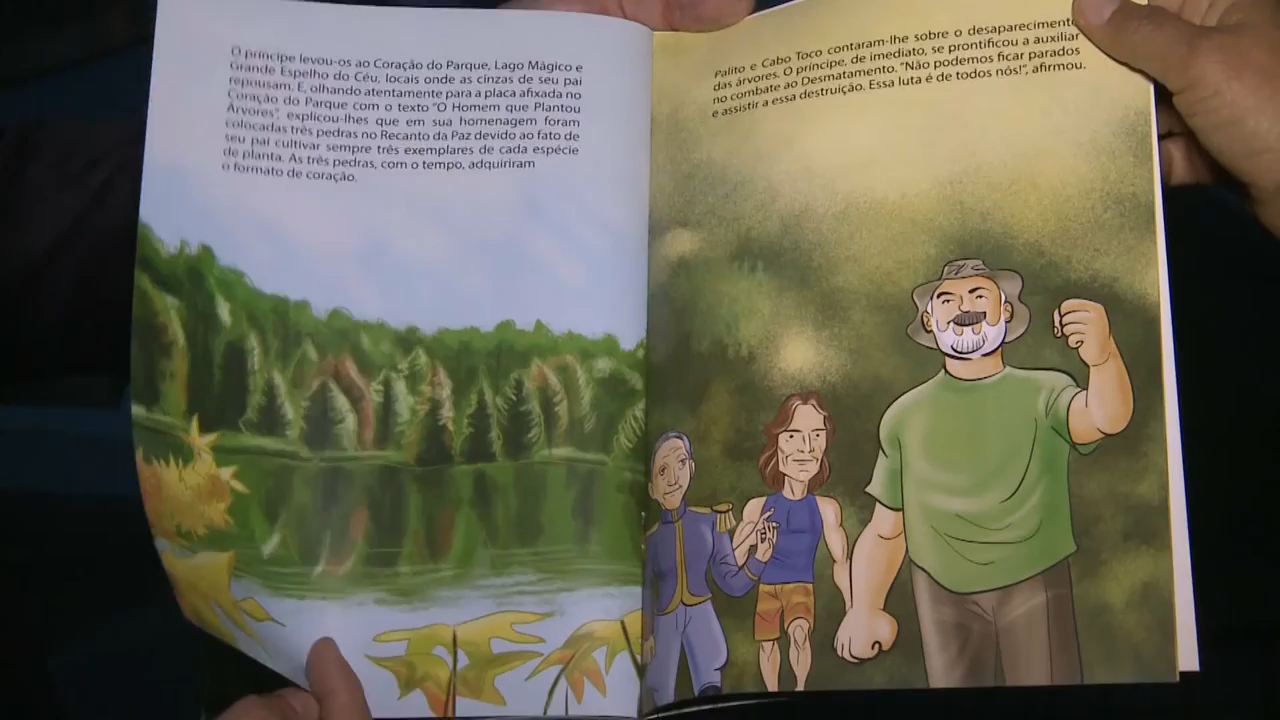 O príncipe levou-os ao Coração do Parque, Lago Mágico e
Grande Espelho do Céu, locais onde as cinzas de seu pai
repousam. E, olhando atentamente para a placa afixada no
Coração do Parque com o texto "O Homem que Plantou
Árvores", explicou-lhes que em sua homenagem foram
colocadas três pedras no Recanto da Paz devido ao fato de
seu pai cultivar sempre três exemplares de cada espécie
de planta. As três pedras, com o tempo, adquiriram
o formato de coração.
Palito e Cabo Toco contaram-lhe sobre o desaparecimento
das árvores. O príncipe, de imediato, se prontificou a auxiliar
no combate ao Desmatamento. "Não podemos ficar parados
e assistir a essa destruição. Essa luta é de todos nós!", afirmou.